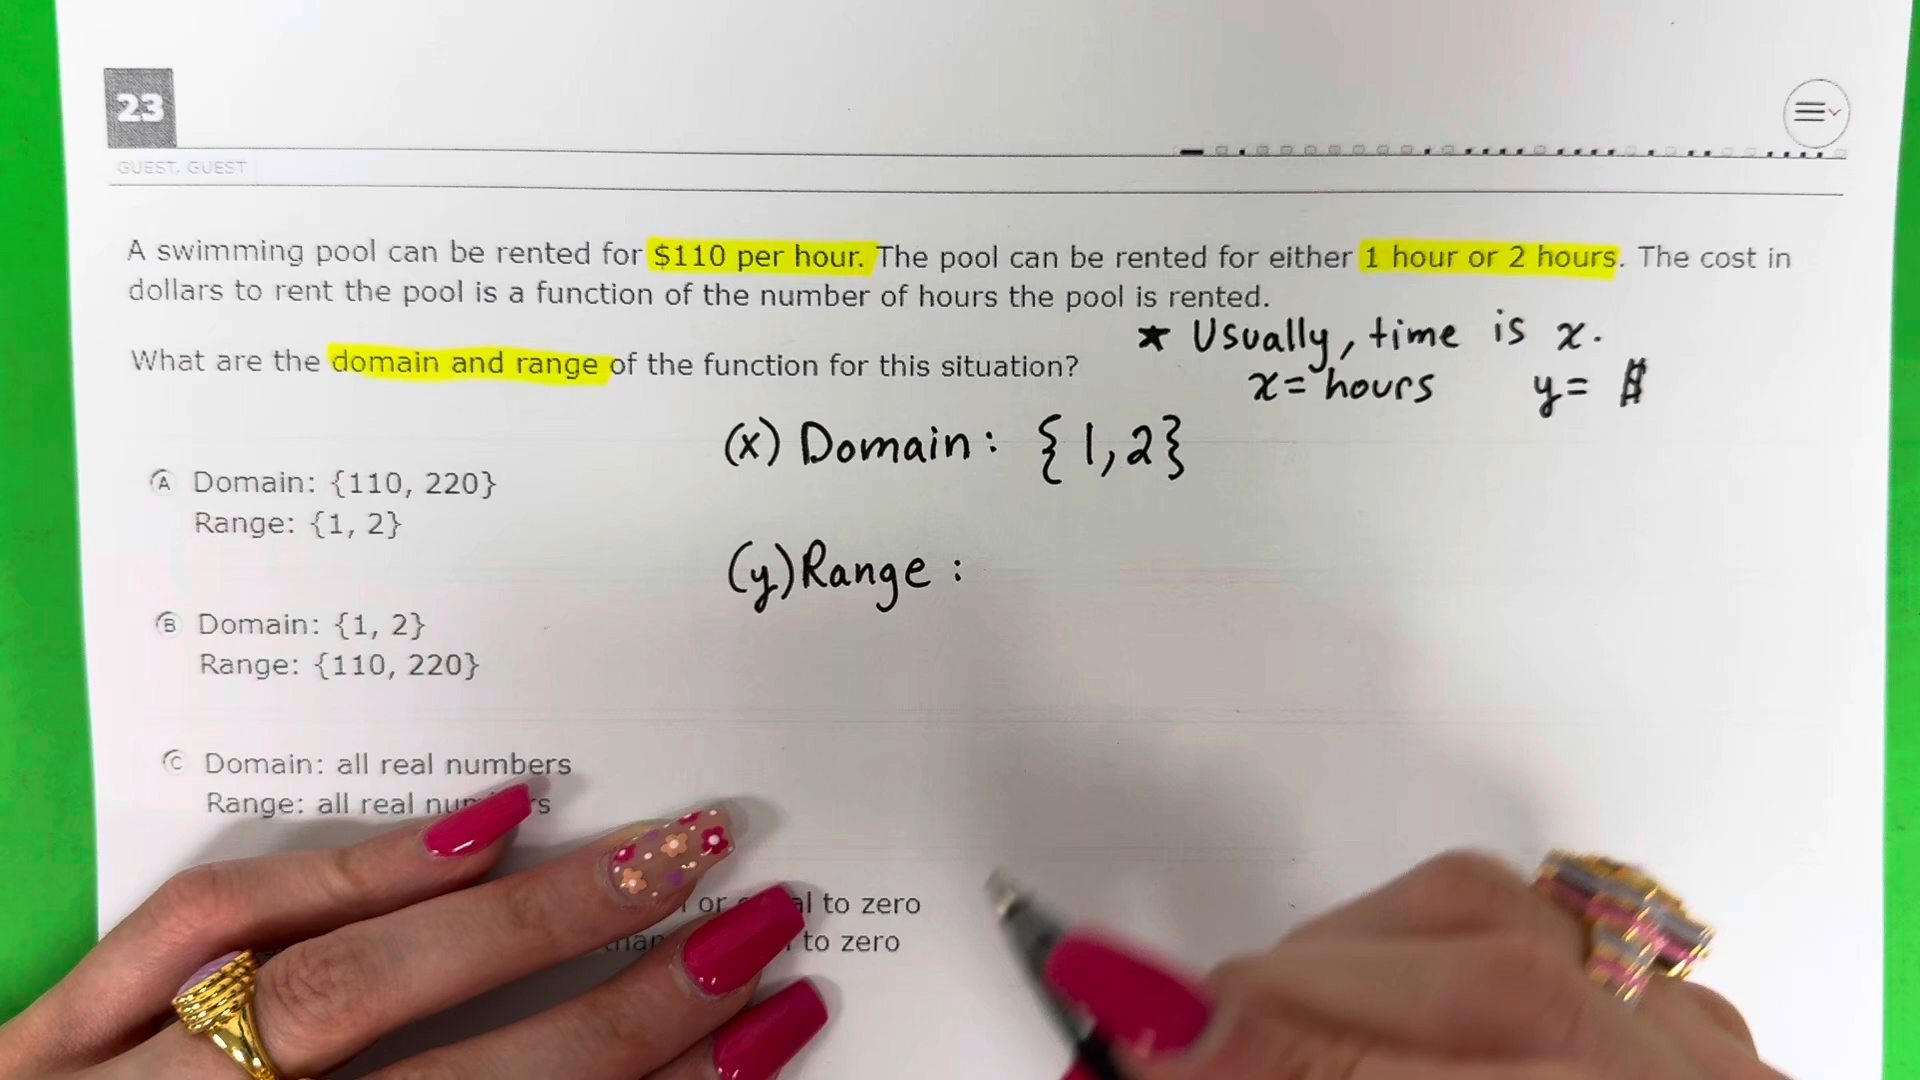 23
GUEST, GUEST
A swimming pool can be rented for $110 per hour. The pool can be rented for either 1 hour or 2 hours. The cost in
dollars to rent the pool is a function of the number of hours the pool is rented.
★ Usually, time is x.
What are the domain and range of the function for this situation?
x = hours y = $
(x) Domain: {1,2}
Ⓐ Domain: {110, 220}
Range: {1, 2}
(y) Range:
Ⓑ Domain: {1, 2}
Range: {110, 220}
Ⓒ Domain: all real numbers
Range: all real
or to zero
to zero